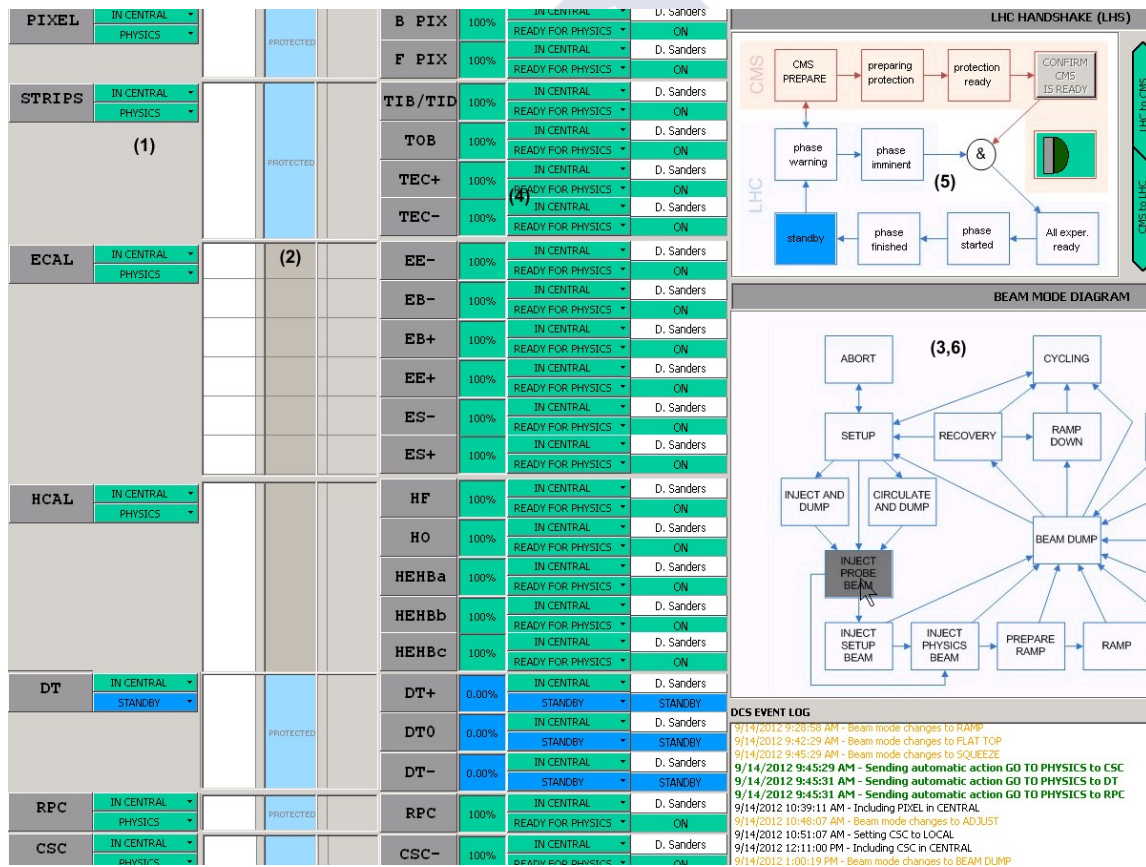 PIXEL
IN CENTRAL
PHYSICS
PROTECTED
B PIX
100%
IN CENTRAL
D. Sanders
READY FOR PHYSICS
ON
F PIX
100%
IN CENTRAL
D. Sanders
READY FOR PHYSICS
ON
STRIPS
IN CENTRAL
PHYSICS
(1)
PROTECTED
TIB/TID
100%
IN CENTRAL
D. Sanders
READY FOR PHYSICS
ON
TOB
100%
IN CENTRAL
D. Sanders
READY FOR PHYSICS
ON
TEC+
100%
IN CENTRAL
D. Sanders
READY FOR PHYSICS
ON
(4)
TEC-
100%
IN CENTRAL
D. Sanders
READY FOR PHYSICS
ON
ECAL
IN CENTRAL
PHYSICS
(2)
EE-
100%
IN CENTRAL
D. Sanders
READY FOR PHYSICS
ON
EB-
100%
IN CENTRAL
D. Sanders
READY FOR PHYSICS
ON
EB+
100%
IN CENTRAL
D. Sanders
READY FOR PHYSICS
ON
EE+
100%
IN CENTRAL
D. Sanders
READY FOR PHYSICS
ON
ES-
100%
IN CENTRAL
D. Sanders
READY FOR PHYSICS
ON
ES+
100%
IN CENTRAL
D. Sanders
READY FOR PHYSICS
ON
HCAL
IN CENTRAL
PHYSICS
HF
100%
IN CENTRAL
D. Sanders
READY FOR PHYSICS
ON
HO
100%
IN CENTRAL
D. Sanders
READY FOR PHYSICS
ON
HEHBa
100%
IN CENTRAL
D. Sanders
READY FOR PHYSICS
ON
HEHBb
100%
IN CENTRAL
D. Sanders
READY FOR PHYSICS
ON
HEHBc
100%
IN CENTRAL
D. Sanders
READY FOR PHYSICS
ON
DT
IN CENTRAL
STANDBY
PROTECTED
DT+
0.00%
IN CENTRAL
D. Sanders
STANDBY
STANDBY
DT0
0.00%
IN CENTRAL
D. Sanders
STANDBY
STANDBY
DT-
0.00%
IN CENTRAL
D. Sanders
STANDBY
STANDBY
RPC
IN CENTRAL
PHYSICS
PROTECTED
RPC
100%
IN CENTRAL
D. Sanders
READY FOR PHYSICS
ON
CSC
IN CENTRAL
PHYSICS
CSC-
100%
IN CENTRAL
D. Sanders
READY FOR PHYSICS
ON
LHC HANDSHAKE (LHS)
CMS
CMS
PREPARE
preparing
protection
protection
ready
CONFIRM
CMS
IS READY
LHC to CMS
CMS to LHC
LHC
phase
warning
phase
imminent
&
(5)
standby
phase
finished
phase
started
All exper.
ready
BEAM MODE DIAGRAM
(3,6)
ABORT
CYCLING
SETUP
RECOVERY
RAMP
DOWN
INJECT AND
DUMP
CIRCULATE
AND DUMP
BEAM DUMP
INJECT
PROBE
BEAM
INJECT
SETUP
BEAM
INJECT
PHYSICS
BEAM
PREPARE
RAMP
RAMP
DCS EVENT LOG
9/14/2012 9:28:58 AM - Beam mode changes to RAMP
9/14/2012 9:42:29 AM - Beam mode changes to FLAT TOP
9/14/2012 9:45:29 AM - Beam mode changes to SQUEEZE
9/14/2012 9:45:29 AM - Sending automatic action GO TO PHYSICS to CSC
9/14/2012 9:45:31 AM - Sending automatic action GO TO PHYSICS to DT
9/14/2012 9:45:31 AM - Sending automatic action GO TO PHYSICS to RPC
9/14/2012 10:39:11 AM - Including PIXEL in CENTRAL
9/14/2012 10:48:07 AM - Beam mode changes to ADJUST
9/14/2012 10:51:07 AM - Setting CSC to LOCAL
9/14/2012 12:11:00 PM - Including CSC in CENTRAL
9/14/2012 1:00:19 PM - Beam mode changes to BEAM DUMP